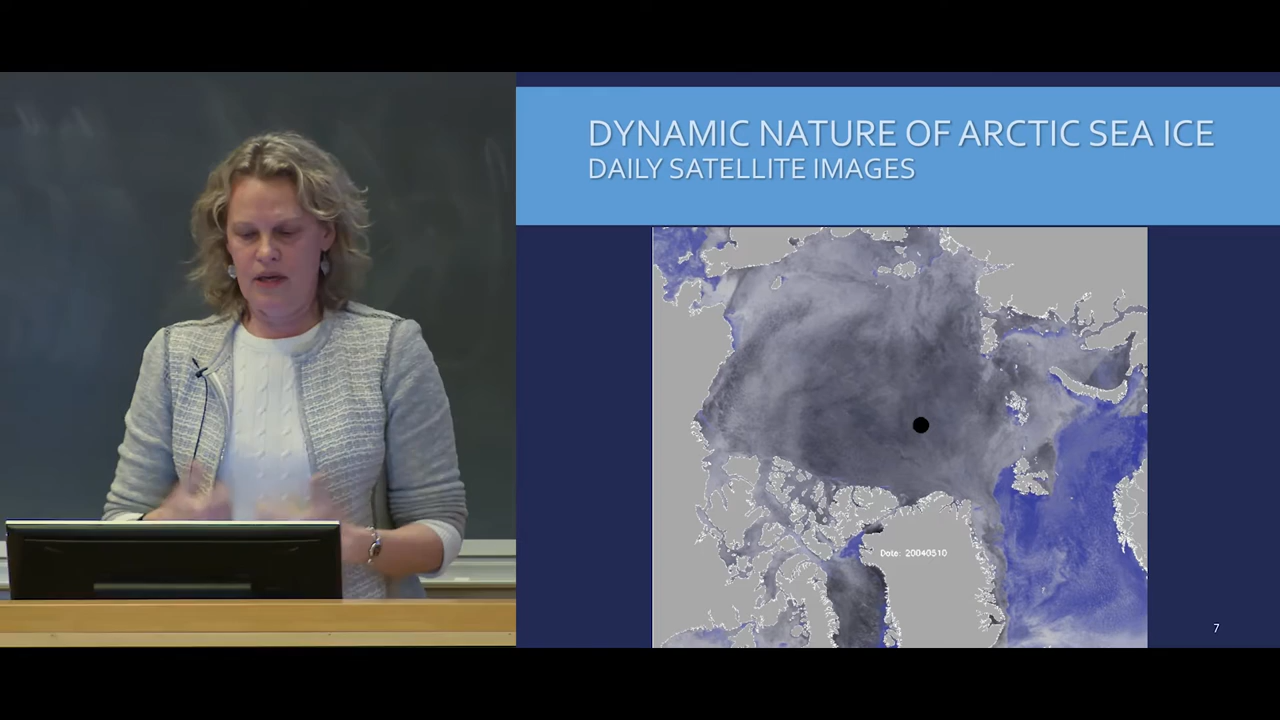 DYNAMIC NATURE OF ARCTIC SEA ICE
DAILY SATELLITE IMAGES
Date: 20040510
7